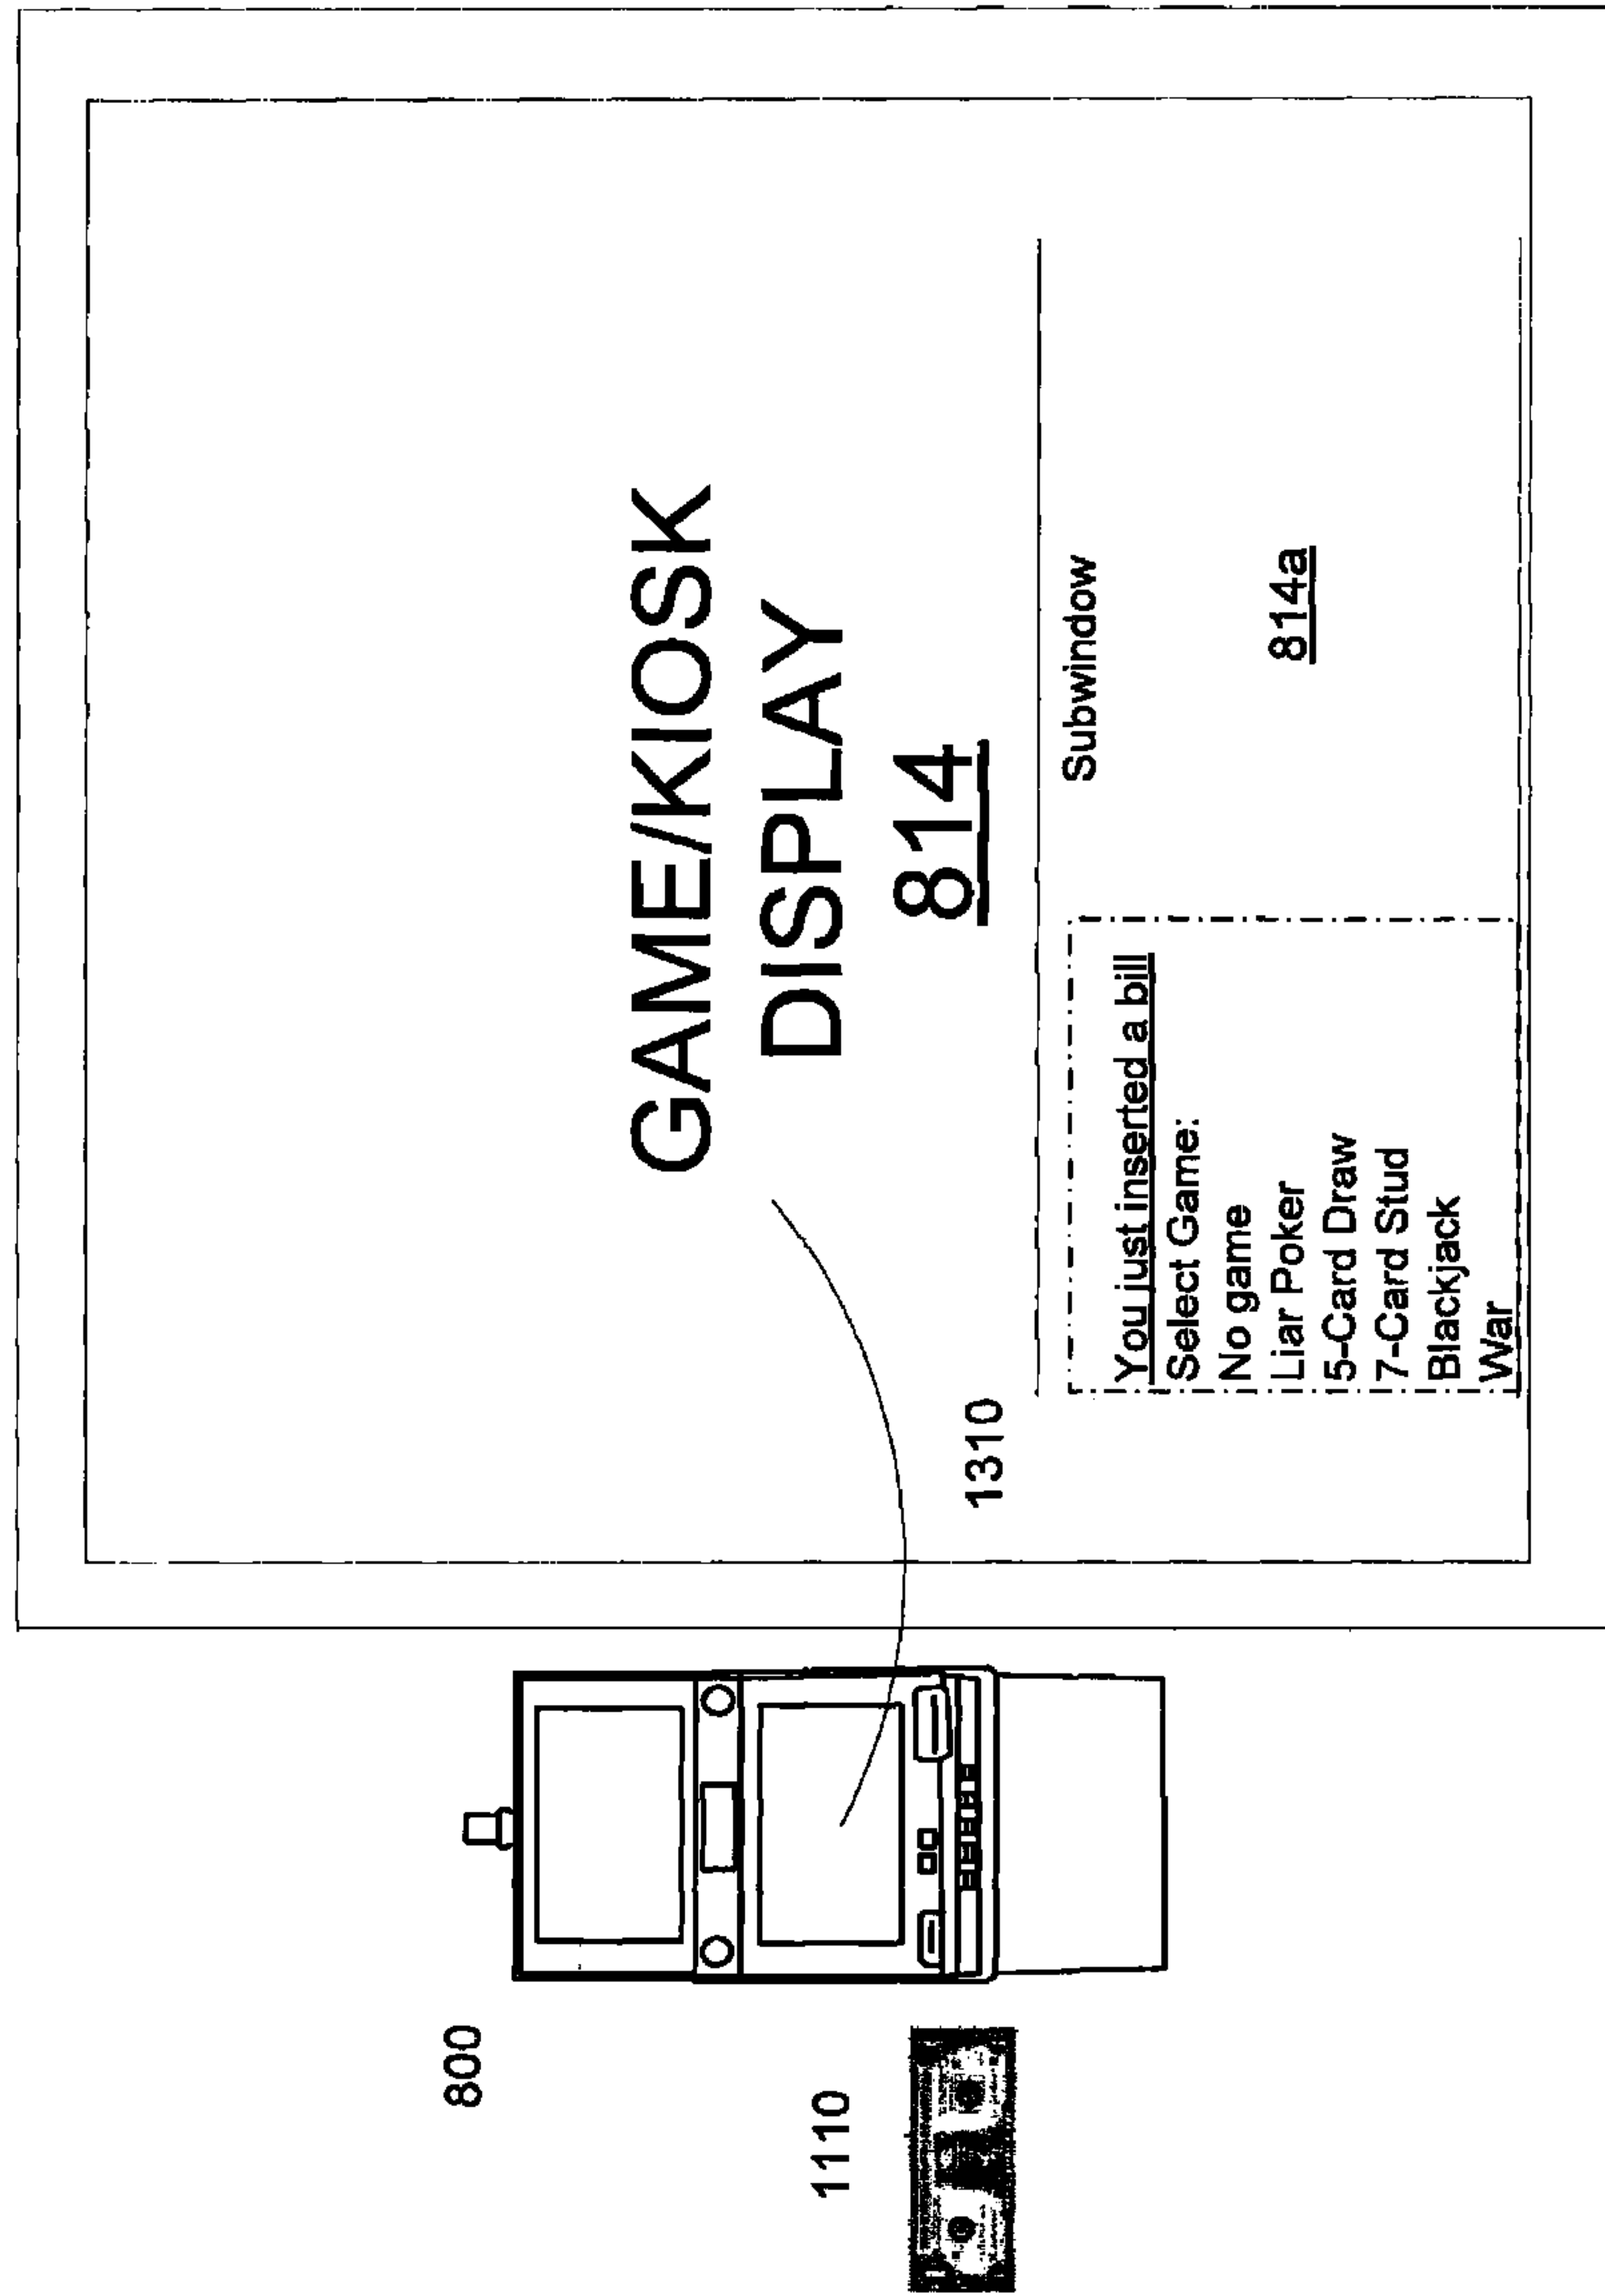 800
1110
GAME/KIOSK
DISPLAY
814
1310
Subwindow
You just inserted a bill
Select Game:
No game
Liar Poker
5-Card Draw
7-Card Stud
Blackjack
War
814a